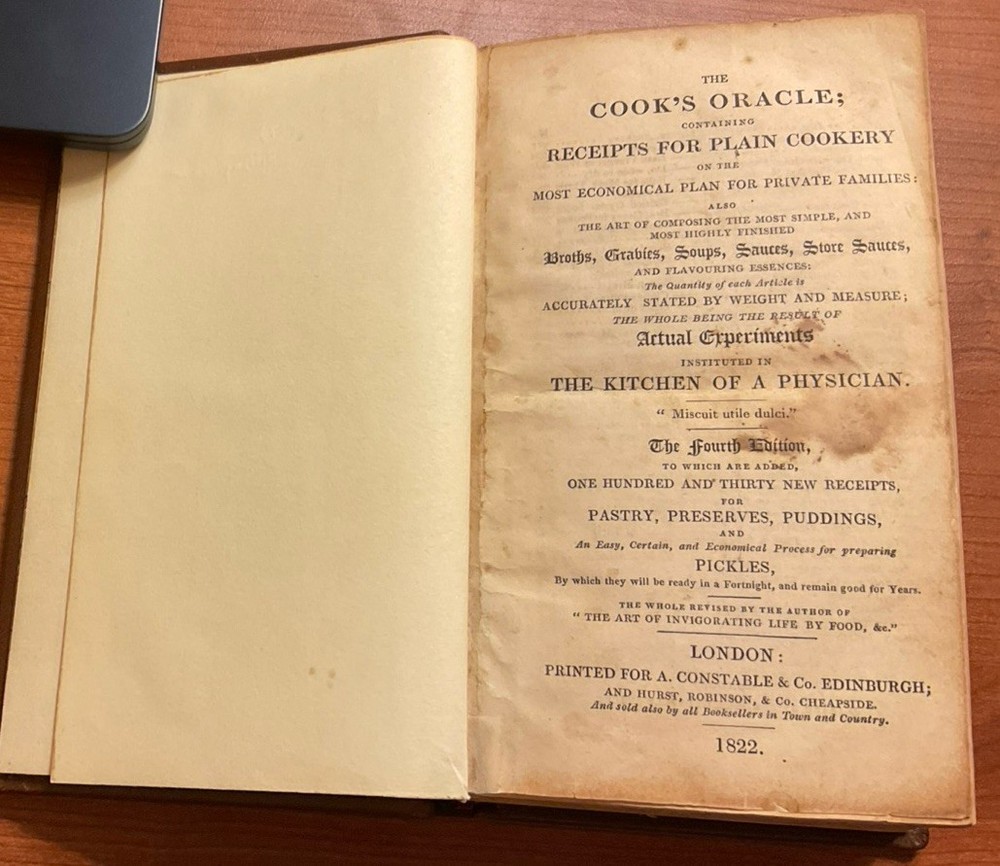 THE
COOK'S ORACLE;
CONTAINING
RECEIPTS FOR PLAIN COOKERY
ON THE
MOST ECONOMICAL PLAN FOR PRIVATE FAMILIES:
ALSO
THE ART OF COMPOSING THE MOST SIMPLE, AND
MOST HIGHLY FINISHED
Broths, Gravies, Soups, Sauces, Store Sauces,
AND FLAVOURING ESSENCES:
The Quantity of each Article is
ACCURATELY STATED BY WEIGHT AND MEASURE;
THE WHOLE BEING THE RESULT OF
Actual Experiments
INSTITUTED IN
THE KITCHEN OF A PHYSICIAN.
"Miscuit utile dulci."
The Fourth Edition,
TO WHICH ARE ADDED,
ONE HUNDRED AND THIRTY NEW RECEIPTS,
FOR
PASTRY, PRESERVES, PUDDINGS,
AND
An Easy, Certain, and Economical Process for preparing
PICKLES,
By which they will be ready in a Fortnight, and remain good for Years.
THE WHOLE REVISED BY THE AUTHOR OF
"THE ART OF INVIGORATING LIFE BY FOOD, &c."
LONDON:
PRINTED FOR A. CONSTABLE & Co. EDINBURGH;
AND HURST, ROBINSON, & Co. CHEAPSIDE.
And sold also by all Booksellers in Town and Country.
1822.